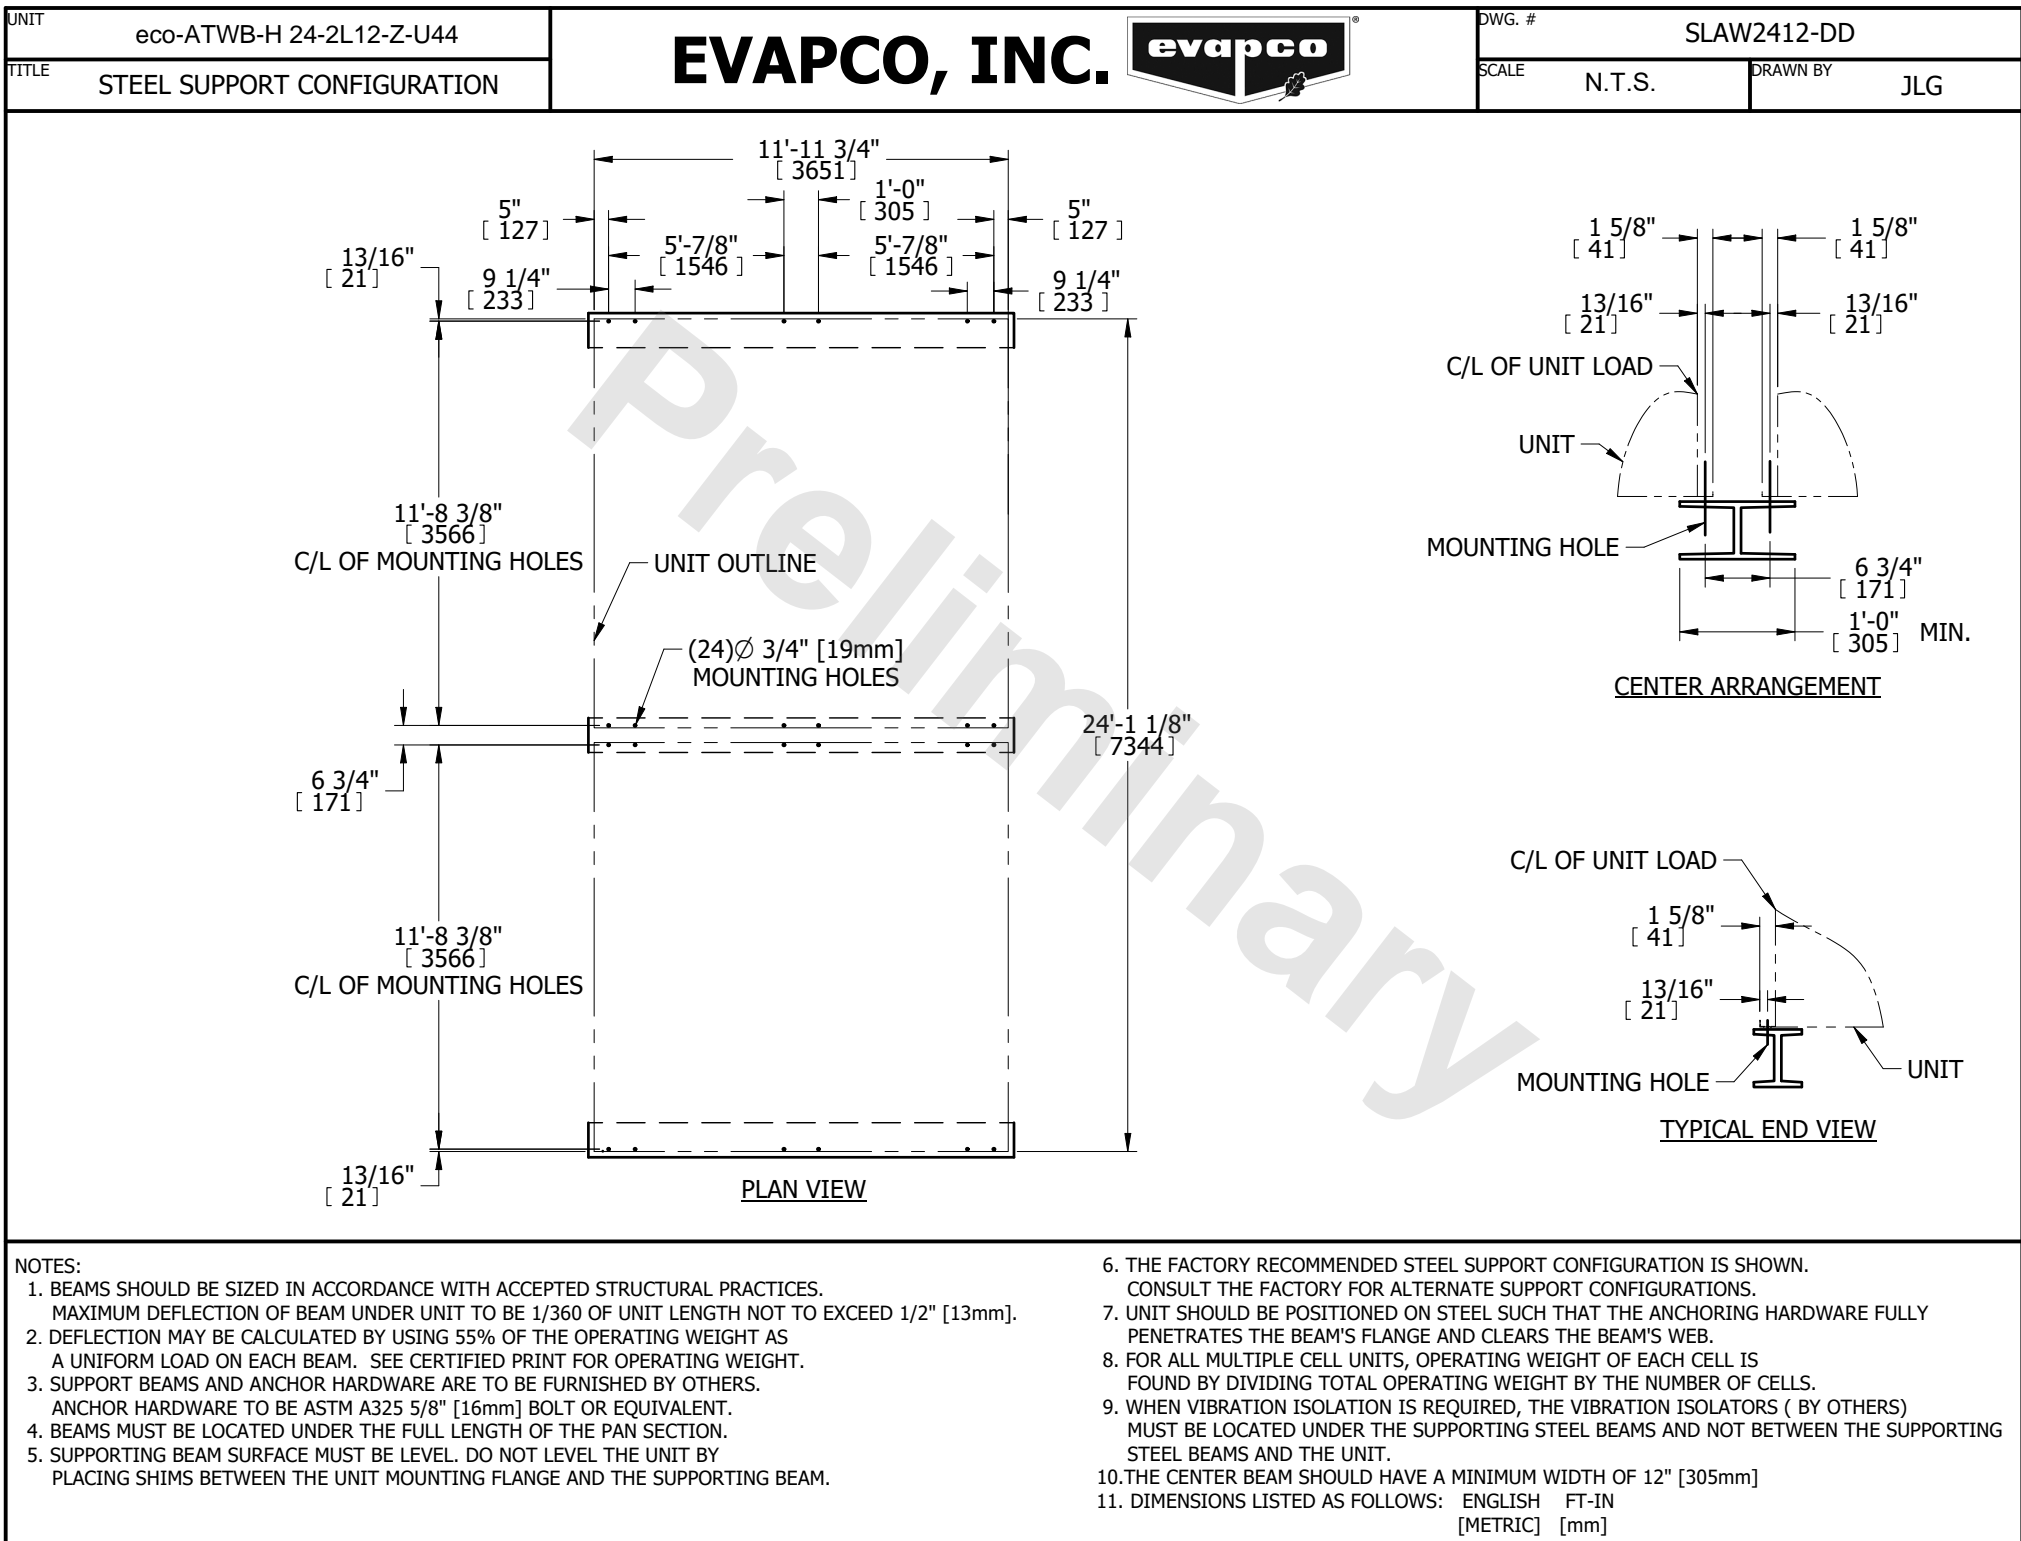 UNIT
eco-ATWB-H 24-2L12-Z-U44
TITLE
STEEL SUPPORT CONFIGURATION
EVAPCO, INC.
evapco
®
DWG. #
SLAW2412-DD
SCALE
N.T.S.
DRAWN BY
JLG
11'-11 3/4"
[ 3651 ]
1'-0"
[ 305 ]
5"
[ 127 ]
5"
[ 127 ]
5'-7/8"
[ 1546 ]
5'-7/8"
[ 1546 ]
13/16"
[ 21 ]
9 1/4"
[ 233 ]
9 1/4"
[ 233 ]
11'-8 3/8"
[ 3566 ]
C/L OF MOUNTING HOLES
UNIT OUTLINE
(24)Ø 3/4" [19mm]
MOUNTING HOLES
24'-1 1/8"
[ 7344 ]
6 3/4"
[ 171 ]
11'-8 3/8"
[ 3566 ]
C/L OF MOUNTING HOLES
13/16"
[ 21 ]
PLAN VIEW
Preliminary
1 5/8"
[ 41 ]
1 5/8"
[ 41 ]
13/16"
[ 21 ]
13/16"
[ 21 ]
C/L OF UNIT LOAD
UNIT
MOUNTING HOLE
6 3/4"
[ 171 ]
1'-0"
[ 305 ] MIN.
CENTER ARRANGEMENT
C/L OF UNIT LOAD
1 5/8"
[ 41 ]
13/16"
[ 21 ]
MOUNTING HOLE
UNIT
TYPICAL END VIEW
NOTES:
1. BEAMS SHOULD BE SIZED IN ACCORDANCE WITH ACCEPTED STRUCTURAL PRACTICES.
MAXIMUM DEFLECTION OF BEAM UNDER UNIT TO BE 1/360 OF UNIT LENGTH NOT TO EXCEED 1/2" [13mm].
2. DEFLECTION MAY BE CALCULATED BY USING 55% OF THE OPERATING WEIGHT AS
A UNIFORM LOAD ON EACH BEAM. SEE CERTIFIED PRINT FOR OPERATING WEIGHT.
3. SUPPORT BEAMS AND ANCHOR HARDWARE ARE TO BE FURNISHED BY OTHERS.
ANCHOR HARDWARE TO BE ASTM A325 5/8" [16mm] BOLT OR EQUIVALENT.
4. BEAMS MUST BE LOCATED UNDER THE FULL LENGTH OF THE PAN SECTION.
5. SUPPORTING BEAM SURFACE MUST BE LEVEL. DO NOT LEVEL THE UNIT BY
PLACING SHIMS BETWEEN THE UNIT MOUNTING FLANGE AND THE SUPPORTING BEAM.
6. THE FACTORY RECOMMENDED STEEL SUPPORT CONFIGURATION IS SHOWN.
CONSULT THE FACTORY FOR ALTERNATE SUPPORT CONFIGURATIONS.
7. UNIT SHOULD BE POSITIONED ON STEEL SUCH THAT THE ANCHORING HARDWARE FULLY
PENETRATES THE BEAM'S FLANGE AND CLEARS THE BEAM'S WEB.
8. FOR ALL MULTIPLE CELL UNITS, OPERATING WEIGHT OF EACH CELL IS
FOUND BY DIVIDING TOTAL OPERATING WEIGHT BY THE NUMBER OF CELLS.
9. WHEN VIBRATION ISOLATION IS REQUIRED, THE VIBRATION ISOLATORS ( BY OTHERS)
MUST BE LOCATED UNDER THE SUPPORTING STEEL BEAMS AND NOT BETWEEN THE SUPPORTING
STEEL BEAMS AND THE UNIT.
10.THE CENTER BEAM SHOULD HAVE A MINIMUM WIDTH OF 12" [305mm]
11. DIMENSIONS LISTED AS FOLLOWS: ENGLISH FT-IN
[METRIC] [mm]